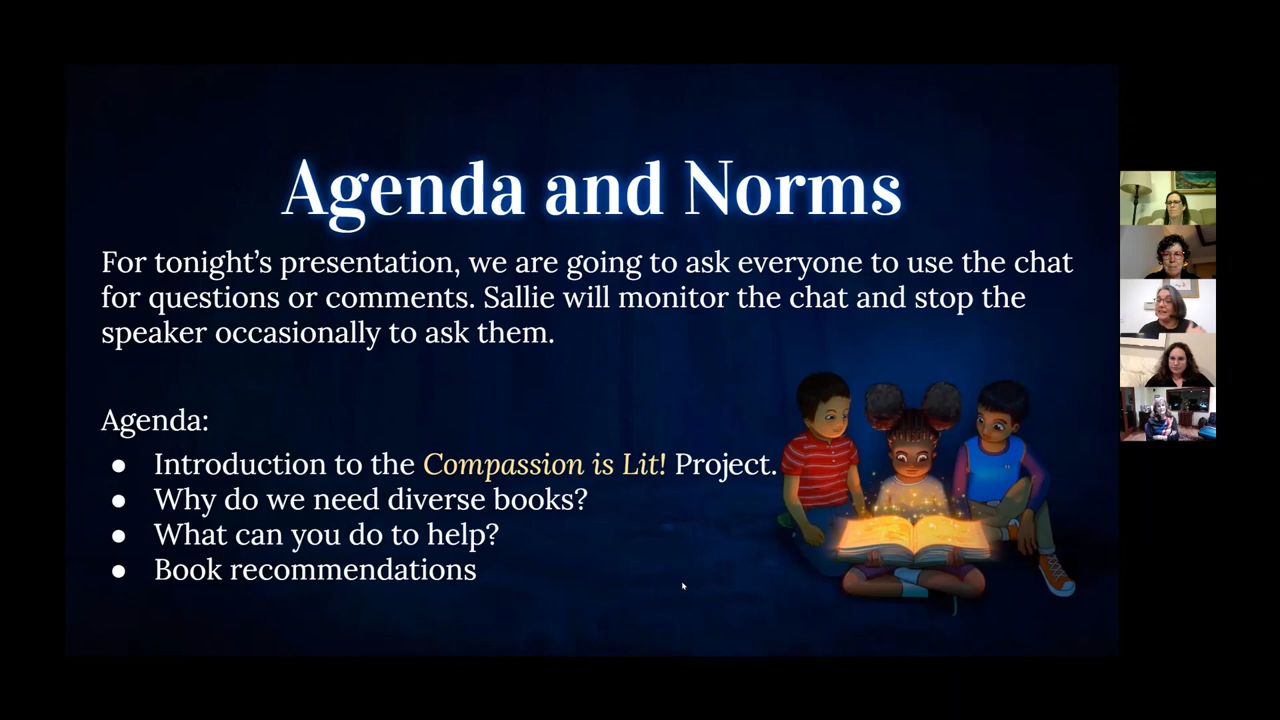 Agenda and Norms
For tonight’s presentation, we are going to ask everyone to use the chat
for questions or comments. Sallie will monitor the chat and stop the
speaker occasionally to ask them.
Agenda:
● Introduction to the Compassion is Lit! Project.
● Why do we need diverse books?
● What can you do to help?
● Book recommendations